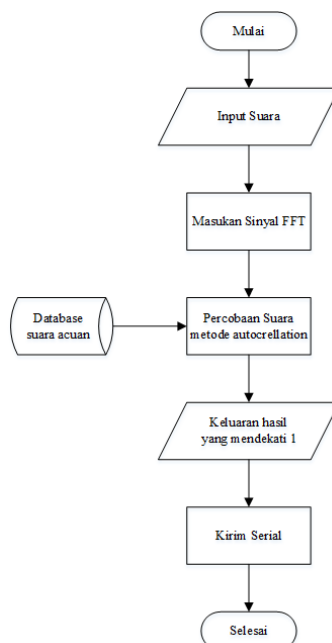 Mulai
Input Suara
Masukan Sinyal FFT
Database
suara acuan
Percobaan Suara
metode autocrellation
Keluaran hasil
yang mendekati 1
Kirim Serial
Selesai